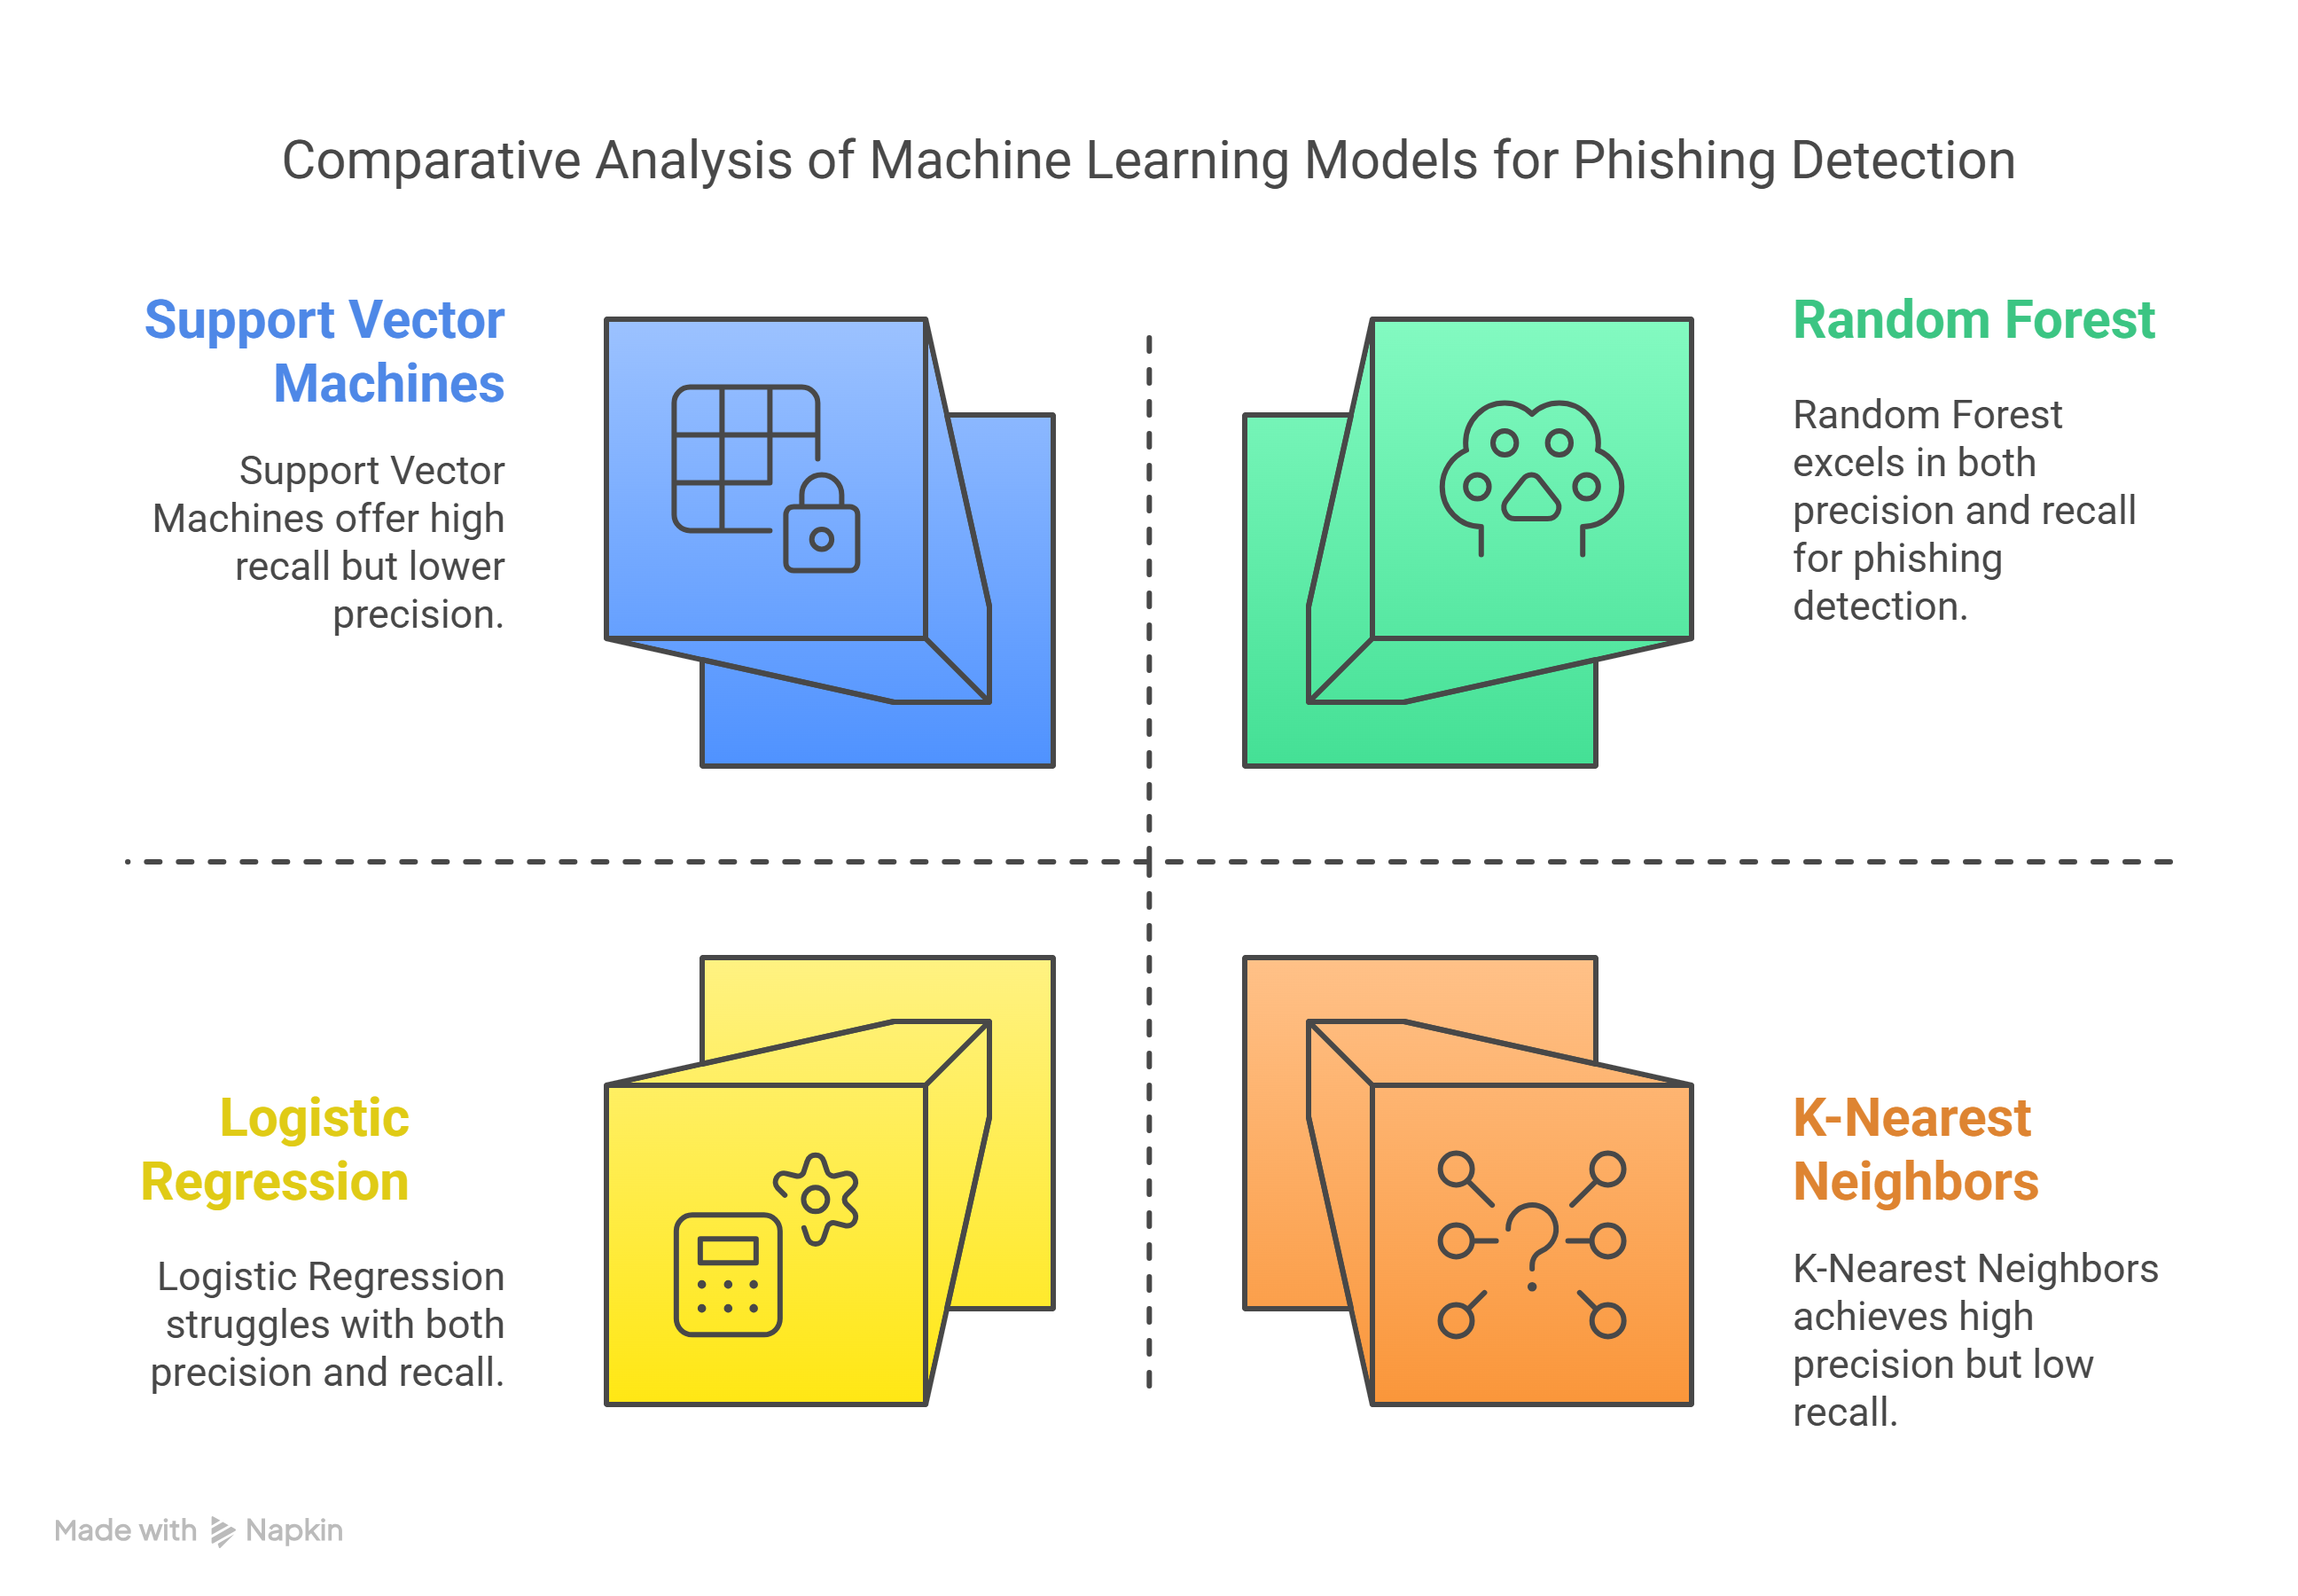 Comparative Analysis of Machine Learning Models for Phishing Detection
Support Vector
Machines
Support Vector
Machines offer high
recall but lower
precision.
Random Forest
Random Forest
excels in both
precision and recall
for phishing
detection.
Logistic
Regression
Logistic Regression
struggles with both
precision and recall.
K-Nearest
Neighbors
K-Nearest Neighbors
achieves high
precision but low
recall.
Made with Napkin